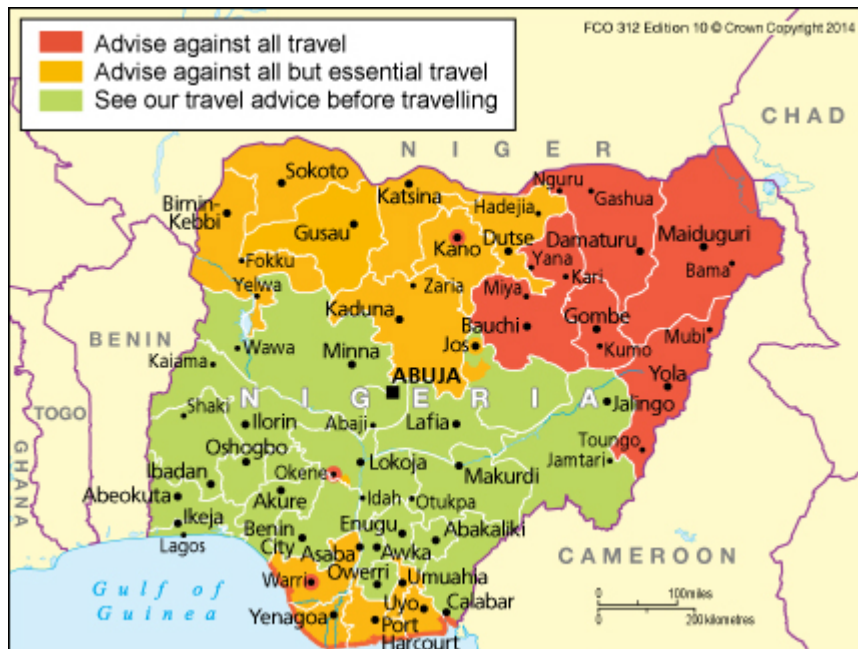 FCO 312 Edition 10 © Crown Copyright 2014
Advise against all travel
Advise against all but essential travel
See our travel advice before travelling
CHAD
NIGER
Sokoto
Katsina
Nguru
Gashua
Birnin-
Kebbi
Hadejia
Gusau
Kano
Dutse
Damaturu
Maiduguri
Fokku
Yana
Kari
Bama
Yelwa
Zaria
Miya
Kaduna
Bauchi
Gombe
Mubi
BENIN
Wawa
Jos
Kumo
Kaiama
Minna
ABUJA
Yola
NIGERIA
Jalingo
TOGO
Shaki
Ilorin
Abaji
Lafia
GHANA
Oshogbo
Toungo
Ibadan
Okene
Lokoja
Makurdi
Jamtari
Abeokuta
Akure
Idah
Otukpa
Ikeja
Benin
City
Enugu
Abakaliki
Lagos
Asaba
Awka
CAMEROON
Owerri
Gulf of
Guinea
Warri
Umuahia
100miles
Uyo
Calabar
200kilometres
Yenagoa
Port
Harcourt
0
0